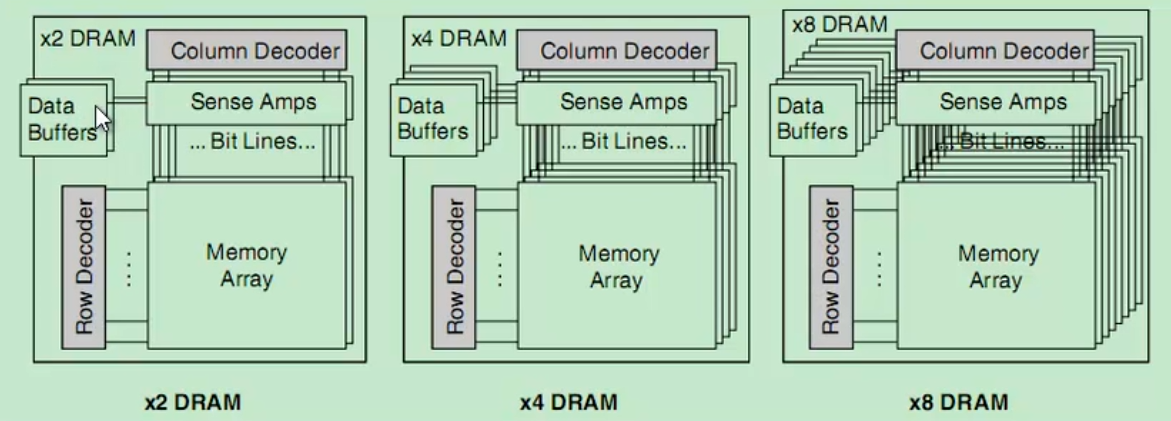 x2 DRAM
Column Decoder
Data
Buffers
Sense Amps
... Bit Lines...
Row Decoder
Memory
Array
x2 DRAM
x4 DRAM
Column Decoder
Data
Buffers
Sense Amps
... Bit Lines...
Row Decoder
Memory
Array
x4 DRAM
x8 DRAM
Column Decoder
Data
Buffers
Sense Amps
... Bit Lines...
Row Decoder
Memory
Array
x8 DRAM